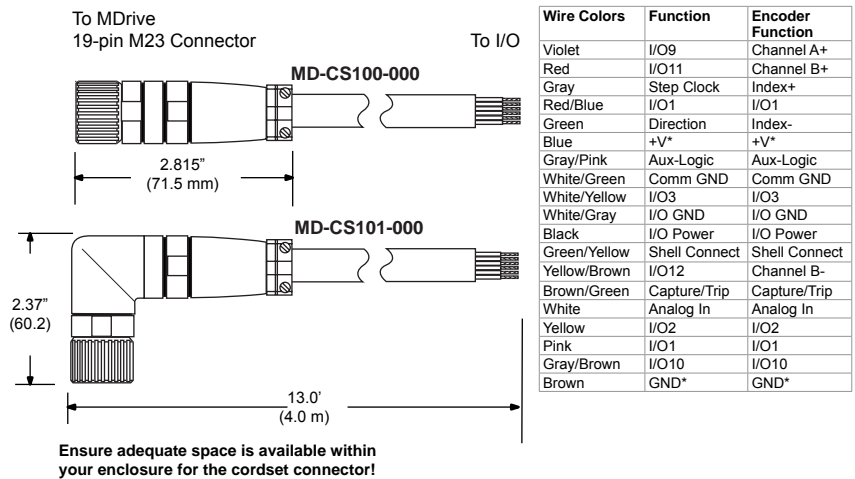 To MDrive
19-pin M23 Connector
To I/O
MD-CS100-000
2.815”
(71.5 mm)
MD-CS101-000
2.37”
(60.2)
13.0’
(4.0 m)
Ensure adequate space is available within
your enclosure for the cordset connector!
Wire Colors Function Encoder Function
Violet I/O9 Channel A+
Red I/O11 Channel B+
Gray Step Clock Index+
Red/Blue I/O1 I/O1
Green Direction Index-
Blue +V* +V*
Gray/Pink Aux-Logic Aux-Logic
White/Green Comm GND Comm GND
White/Yellow I/O3 I/O3
White/Gray I/O GND I/O GND
Black I/O Power I/O Power
Green/Yellow Shell Connect Shell Connect
Yellow/Brown I/O12 Channel B-
Brown/Green Capture/Trip Capture/Trip
White Analog In Analog In
Yellow I/O2 I/O2
Pink I/O1 I/O1
Gray/Brown I/O10 I/O10
Brown GND* GND*